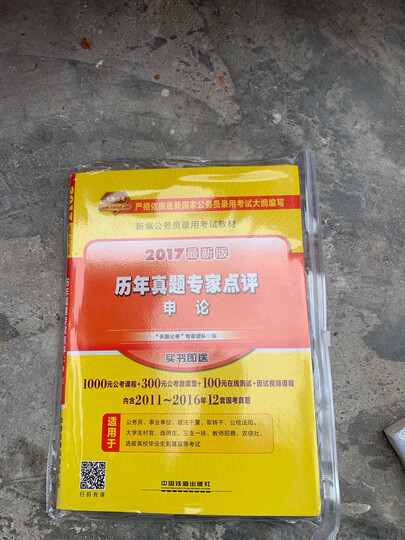 天路公考
严格依据最新国家公务员录用考试大纲编写
新编公务员录用考试教材
2017最新版
历年真题专家点评
申 论
“天路公考”专家团队◎编
买书即送
1000元公考课程+300元公考微课堂+100元在线测试+面试视频课程
内含2011~2016年12套国考真题
适用于
公务员、事业单位、政法干警、军转干、公检法司、
大学生村官、选调生、三支一扶、教师招聘、农信社、
选拔高校毕业生到基层等考试
扫码有课
中国铁道出版社
2017